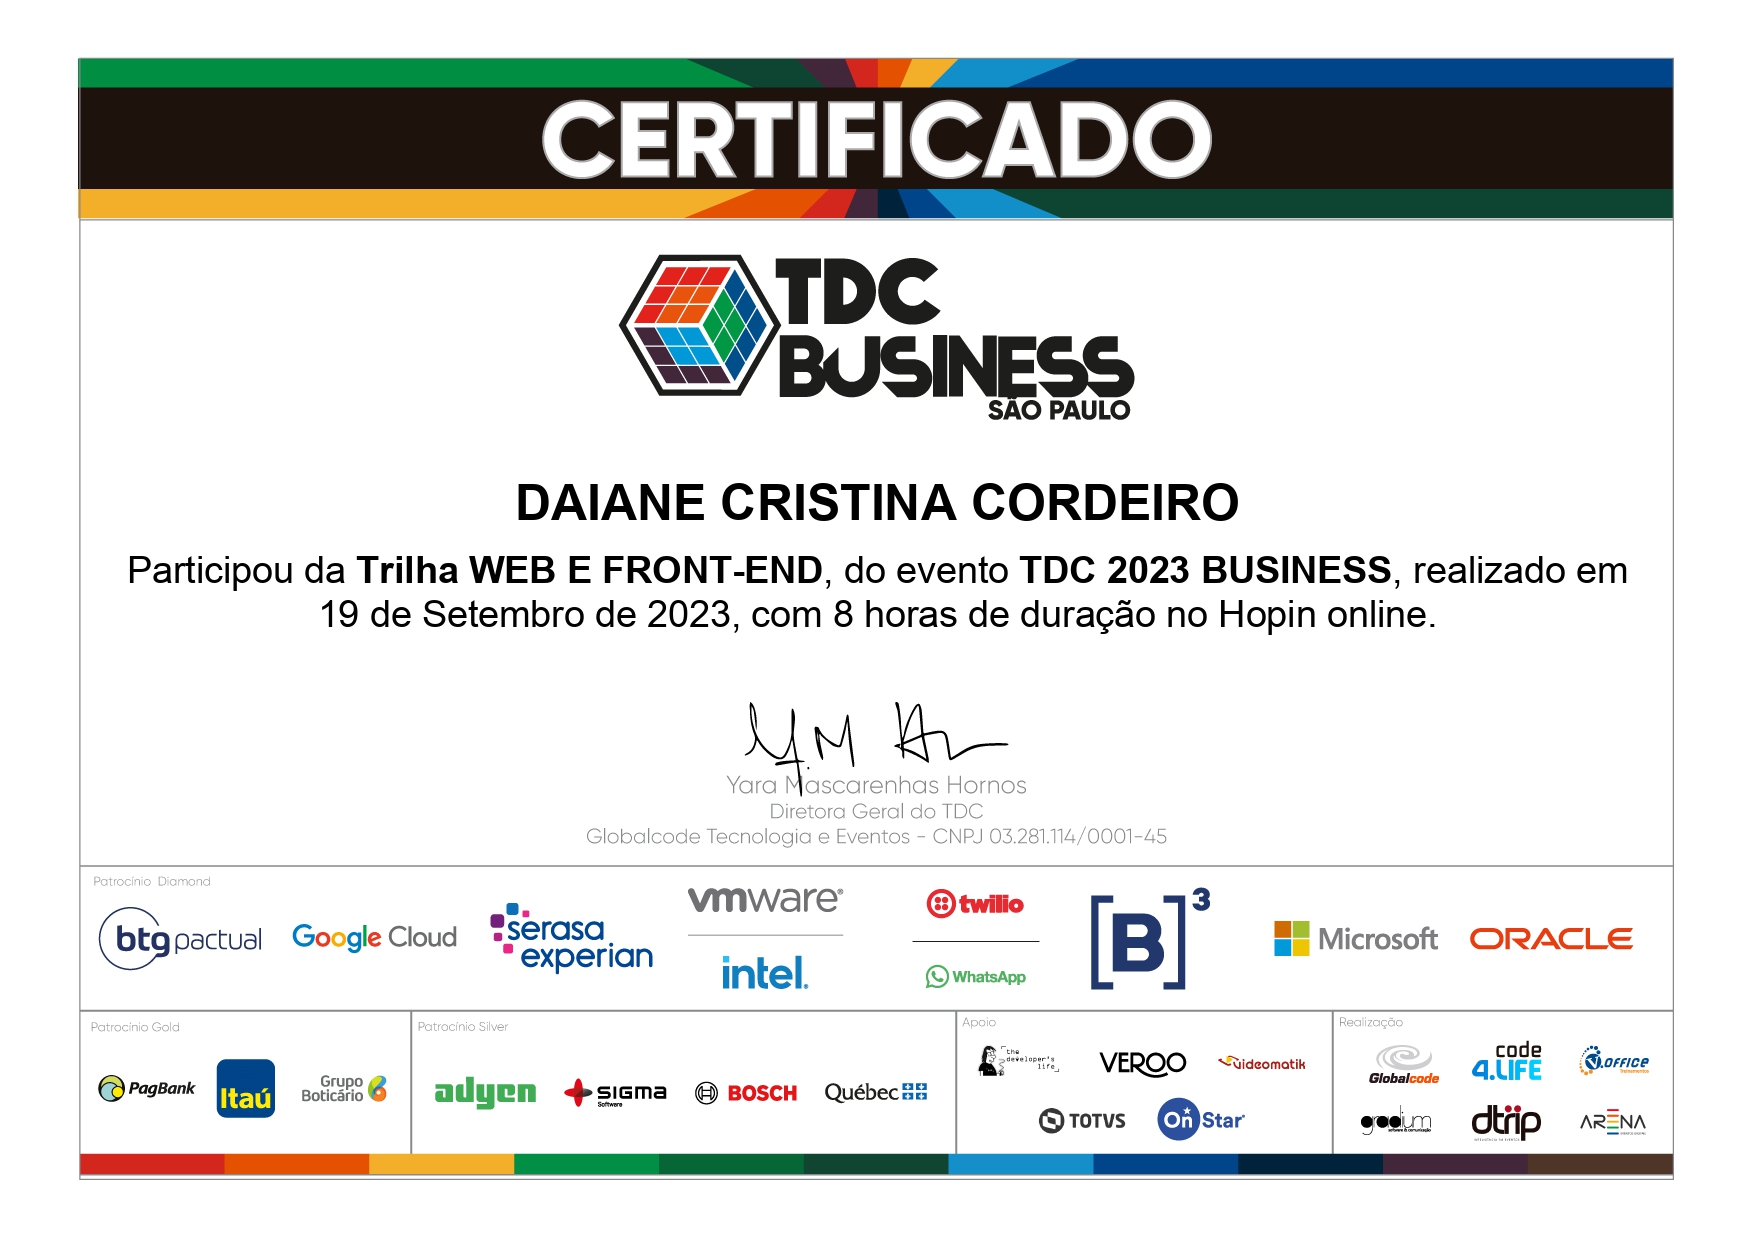 CERTIFICADO
TDC
BUSINESS
SÃO PAULO
DAIANE CRISTINA CORDEIRO
Participou da Trilha WEB E FRONT-END, do evento TDC 2023 BUSINESS, realizado em
19 de Setembro de 2023, com 8 horas de duração no Hopin online.
Yara Mascarenhas Hornos
Diretora Geral do TDC
Globalcode Tecnologia e Eventos - CNPJ 03.281.114/0001-45
Patrocínio Diamond
btg pactual
Google Cloud
serasa
experian
vmware®
intel.
twilio
WhatsApp
[B]³
Microsoft
ORACLE
Patrocínio Gold
PagBank
Itaú
Grupo
Boticário
Patrocínio Silver
adyen
SIGMA
Software
BOSCH
Québec
Apoio
the
developer's
life
VEROO
videomatik
TOTVS
OnStar
Realização
Globalcode
code
4.LIFE
V.OFFICE
Treinamentos
gradium
software & comunicação
dtrip
ARENA